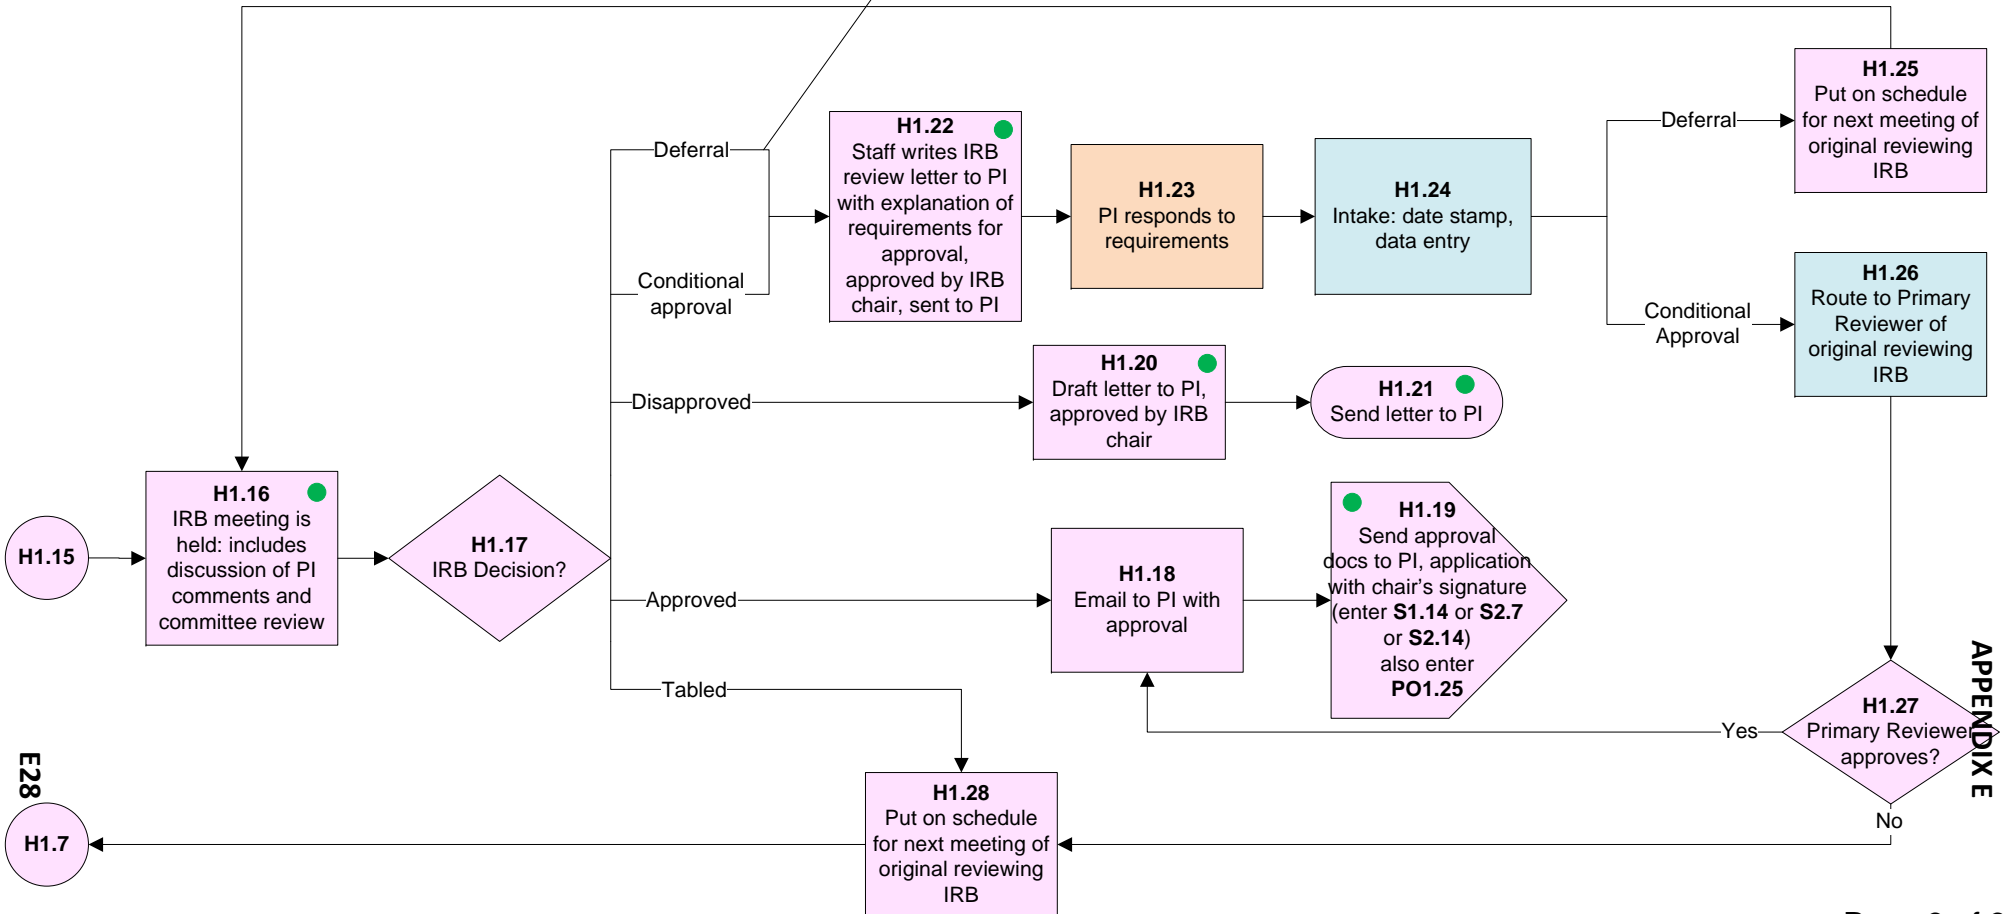 H1.25
Put on schedule
for next meeting of
original reviewing
IRB
H1.22
Staff writes IRB
review letter to PI
with explanation of
requirements for
approval,
approved by IRB
chair, sent to PI
Deferral
Conditional
approval
H1.23
PI responds to
requirements
H1.24
Intake: date stamp,
data entry
Deferral
Conditional
Approval
H1.26
Route to Primary
Reviewer of
original reviewing
IRB
Disapproved
H1.20
Draft letter to PI,
approved by IRB
chair
H1.21
Send letter to PI
H1.15
H1.16
IRB meeting is
held: includes
discussion of PI
comments and
committee review
H1.17
IRB Decision?
Approved
H1.18
Email to PI with
approval
H1.19
Send approval
docs to PI, application
with chair's signature
(enter S1.14 or S2.7
or S2.14)
also enter
PO1.25
Tabled
Yes
H1.27
Primary Reviewer
approves?
No
APPENDIX E
E28
H1.7
H1.28
Put on schedule
for next meeting of
original reviewing
IRB